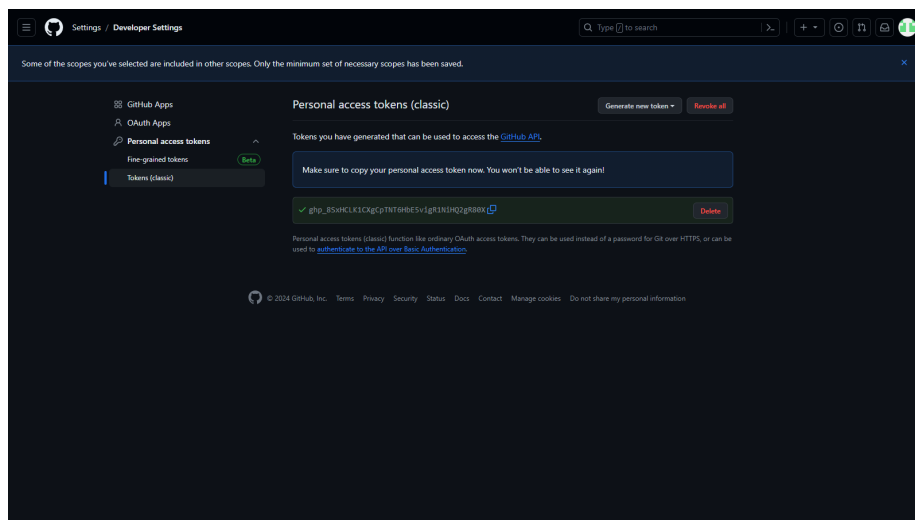 Settings / Developer Settings
Type / to search
Some of the scopes you've selected are included in other scopes. Only the minimum set of necessary scopes has been saved.
GitHub Apps
OAuth Apps
Personal access tokens
Fine-grained tokens
Beta
Tokens (classic)
Personal access tokens (classic)
Generate new token
Revoke all
Tokens you have generated that can be used to access the GitHub API.
Make sure to copy your personal access token now. You won't be able to see it again!
Delete
Personal access tokens (classic) function like ordinary OAuth access tokens. They can be used instead of a password for Git over HTTPS, or can be
used to authenticate to the API over Basic Authentication.
© 2024 GitHub, Inc. Terms Privacy Security Status Docs Contact Manage cookies Do not share my personal information